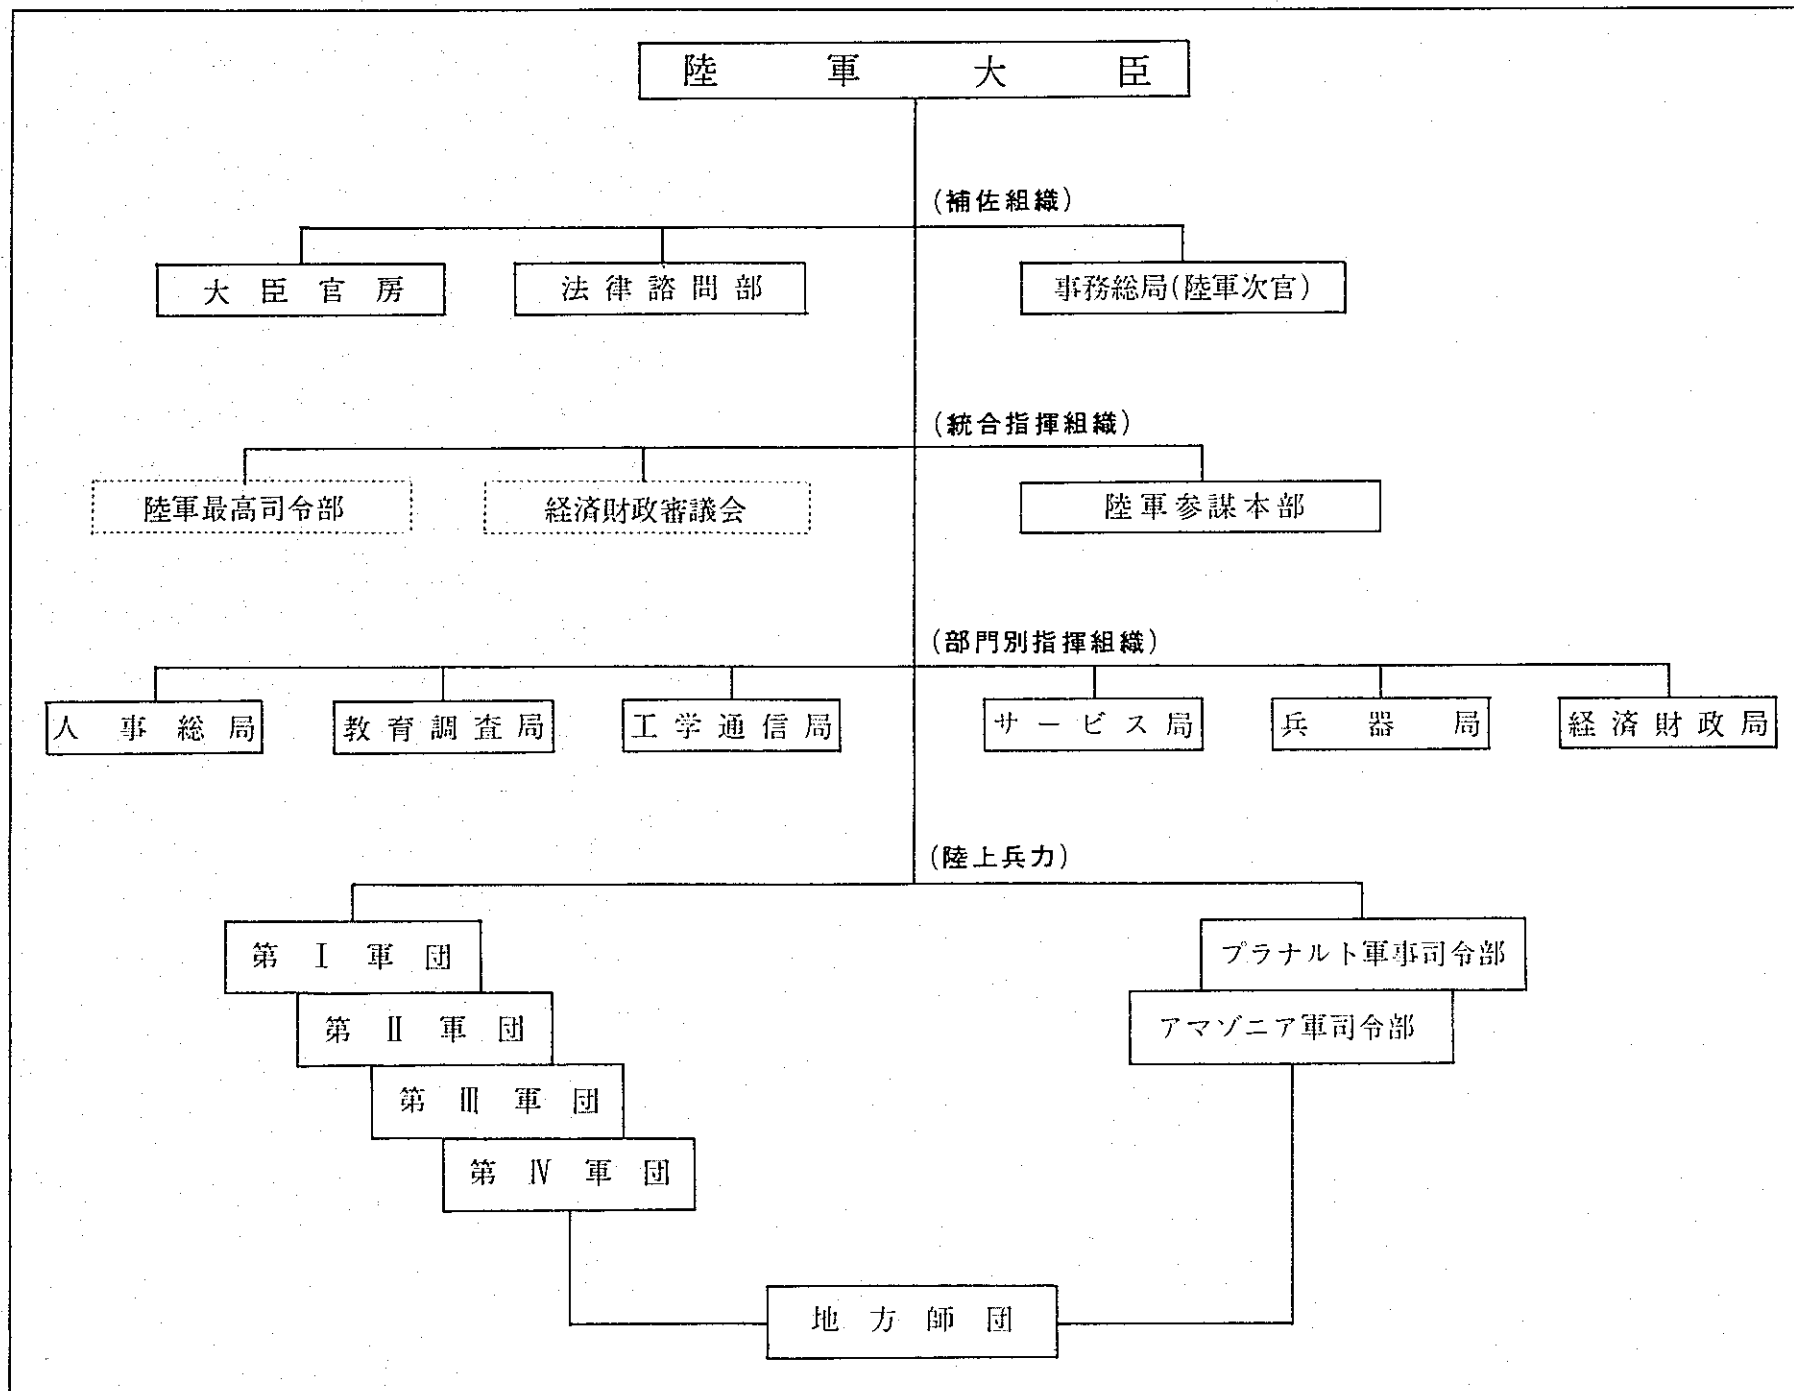 陸軍大臣
(補佐組織)
大臣官房
法律諮問部
事務総局(陸軍次官)
(統合指揮組織)
陸軍最高司令部
経済財政審議会
陸軍参謀本部
(部門別指揮組織)
人事総局
教育調査局
工学通信局
サービス局
兵器局
経済財政局
(陸上兵力)
第Ⅰ軍団
プラナルト軍事司令部
第Ⅱ軍団
アマゾニア軍司令部
第Ⅲ軍団
第Ⅳ軍団
地方師団